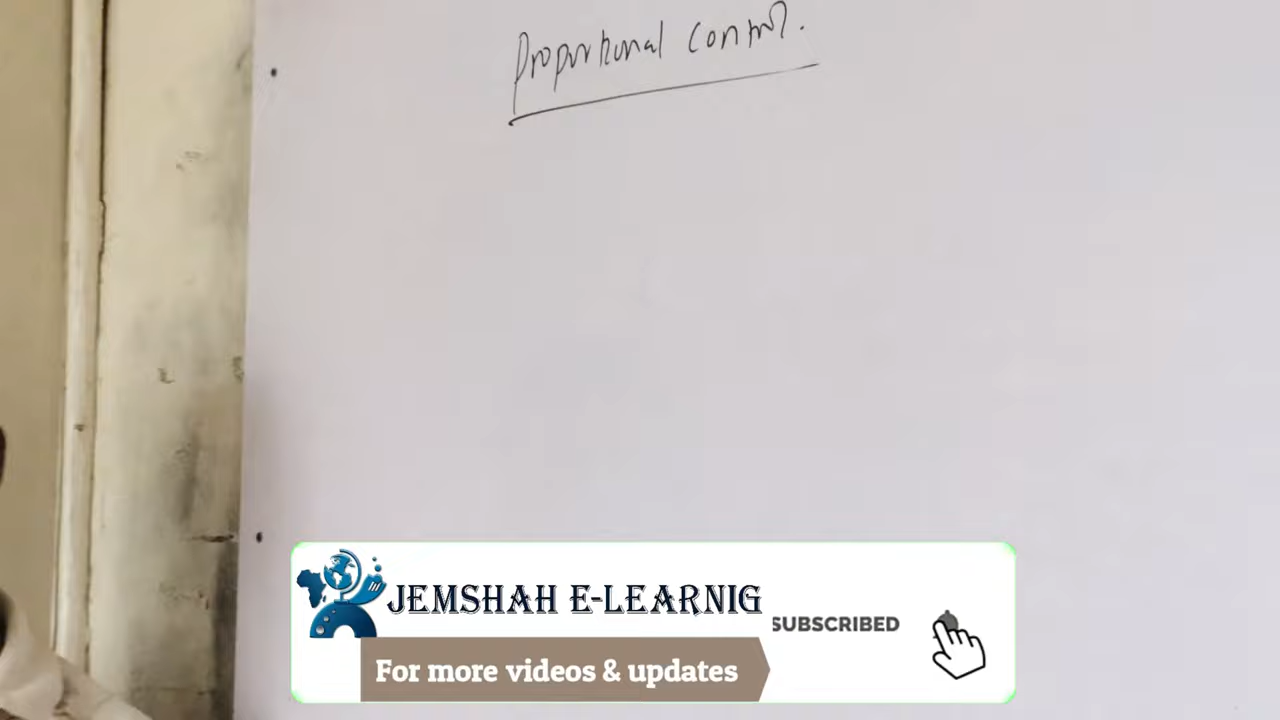 Proportional Control.
JEMSHAH E-LEARNIG
SUBSCRIBED
For more videos & updates